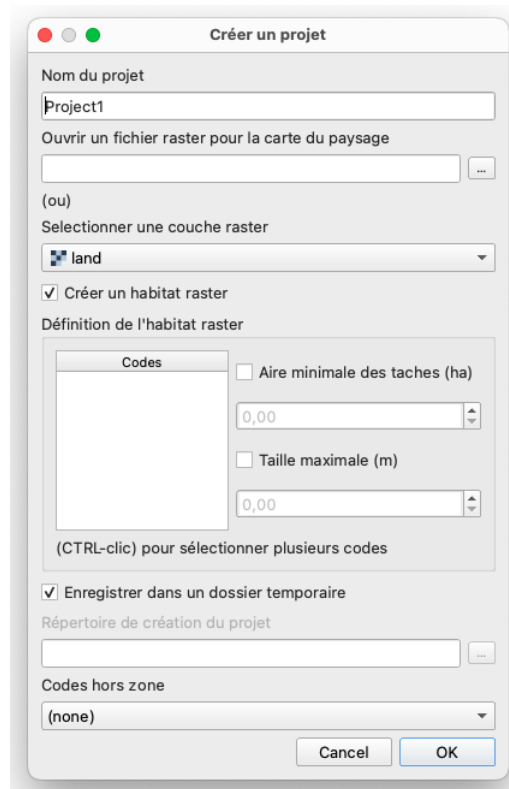 Créer un projet
Nom du projet
Project1
Ouvrir un fichier raster pour la carte du paysage
...
(ou)
Selectionner une couche raster
land
Créer un habitat raster
Définition de l'habitat raster
Codes
Aire minimale des taches (ha)
0,00
Taille maximale (m)
0,00
(CTRL-clic) pour sélectionner plusieurs codes
Enregistrer dans un dossier temporaire
Répertoire de création du projet
...
Codes hors zone
(none)
Cancel OK